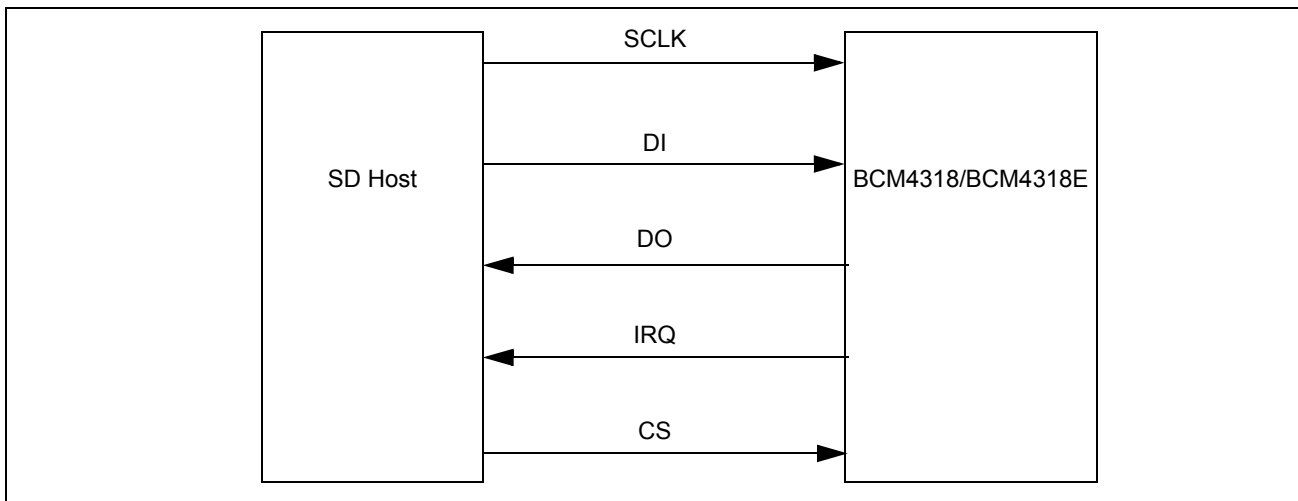 SCLK
DI
SD Host
BCM4318/BCM4318E
DO
IRQ
CS